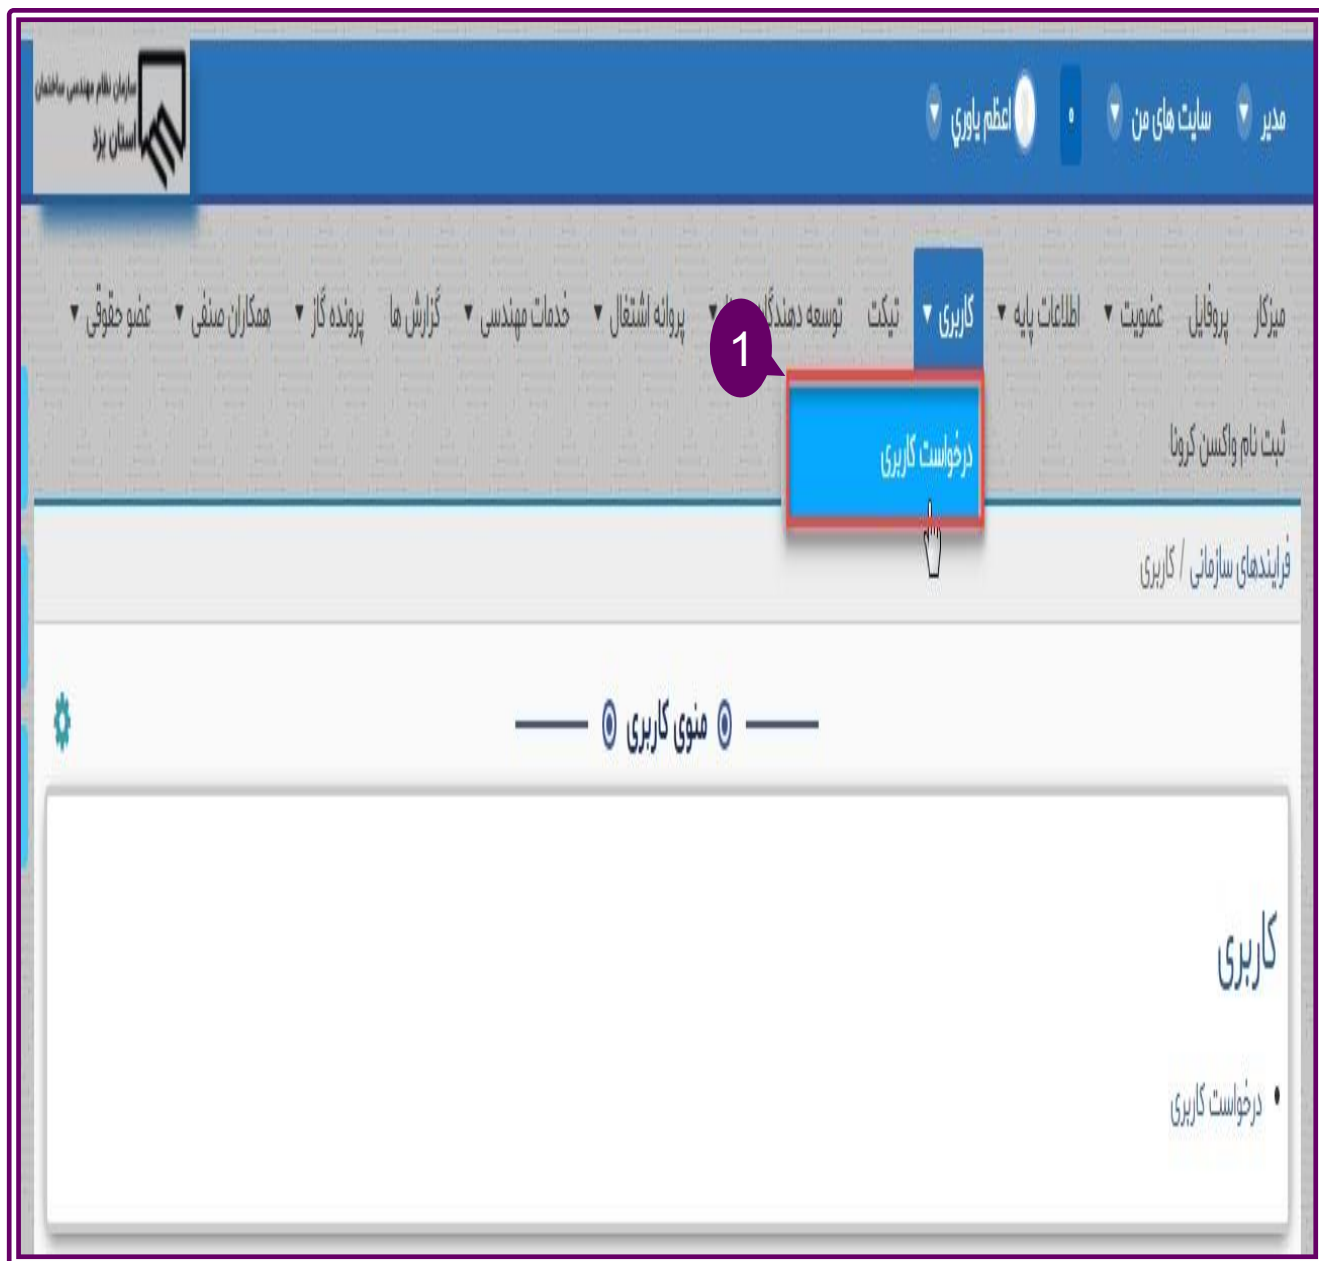 مدیر سایت های من ۰ اعظم ياوري
سازمان نظام مهندسی ساختمان
استان یزد
میزکار پروفایل عضویت اطلاعات پایه کاربری تیکت توسعه پروانه اشتغال خدمات مهندسی گزارش ها پرونده گاز همکاران صنفی عضو حقوقی
1
ثبت نام واکسن کرونا
درخواست کاربری
فرایندهای سازمانی / کاربری
منوی کاربری
کاربری
• درخواست کاربری